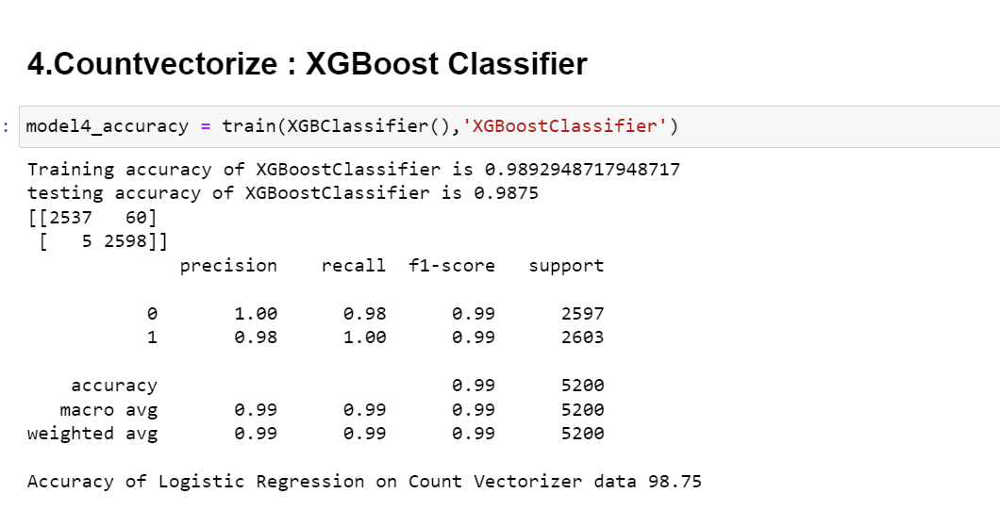 4.Countvectorize : XGBoost Classifier
: model4_accuracy = train(XGBClassifier(),'XGBoostClassifier')
Training accuracy of XGBoostClassifier is 0.9892948717948717
testing accuracy of XGBoostClassifier is 0.9875
[[2537   60]
 [   5 2598]]
              precision    recall  f1-score   support

           0       1.00      0.98      0.99      2597
           1       0.98      1.00      0.99      2603

    accuracy                           0.99      5200
   macro avg       0.99      0.99      0.99      5200
weighted avg       0.99      0.99      0.99      5200

Accuracy of Logistic Regression on Count Vectorizer data 98.75